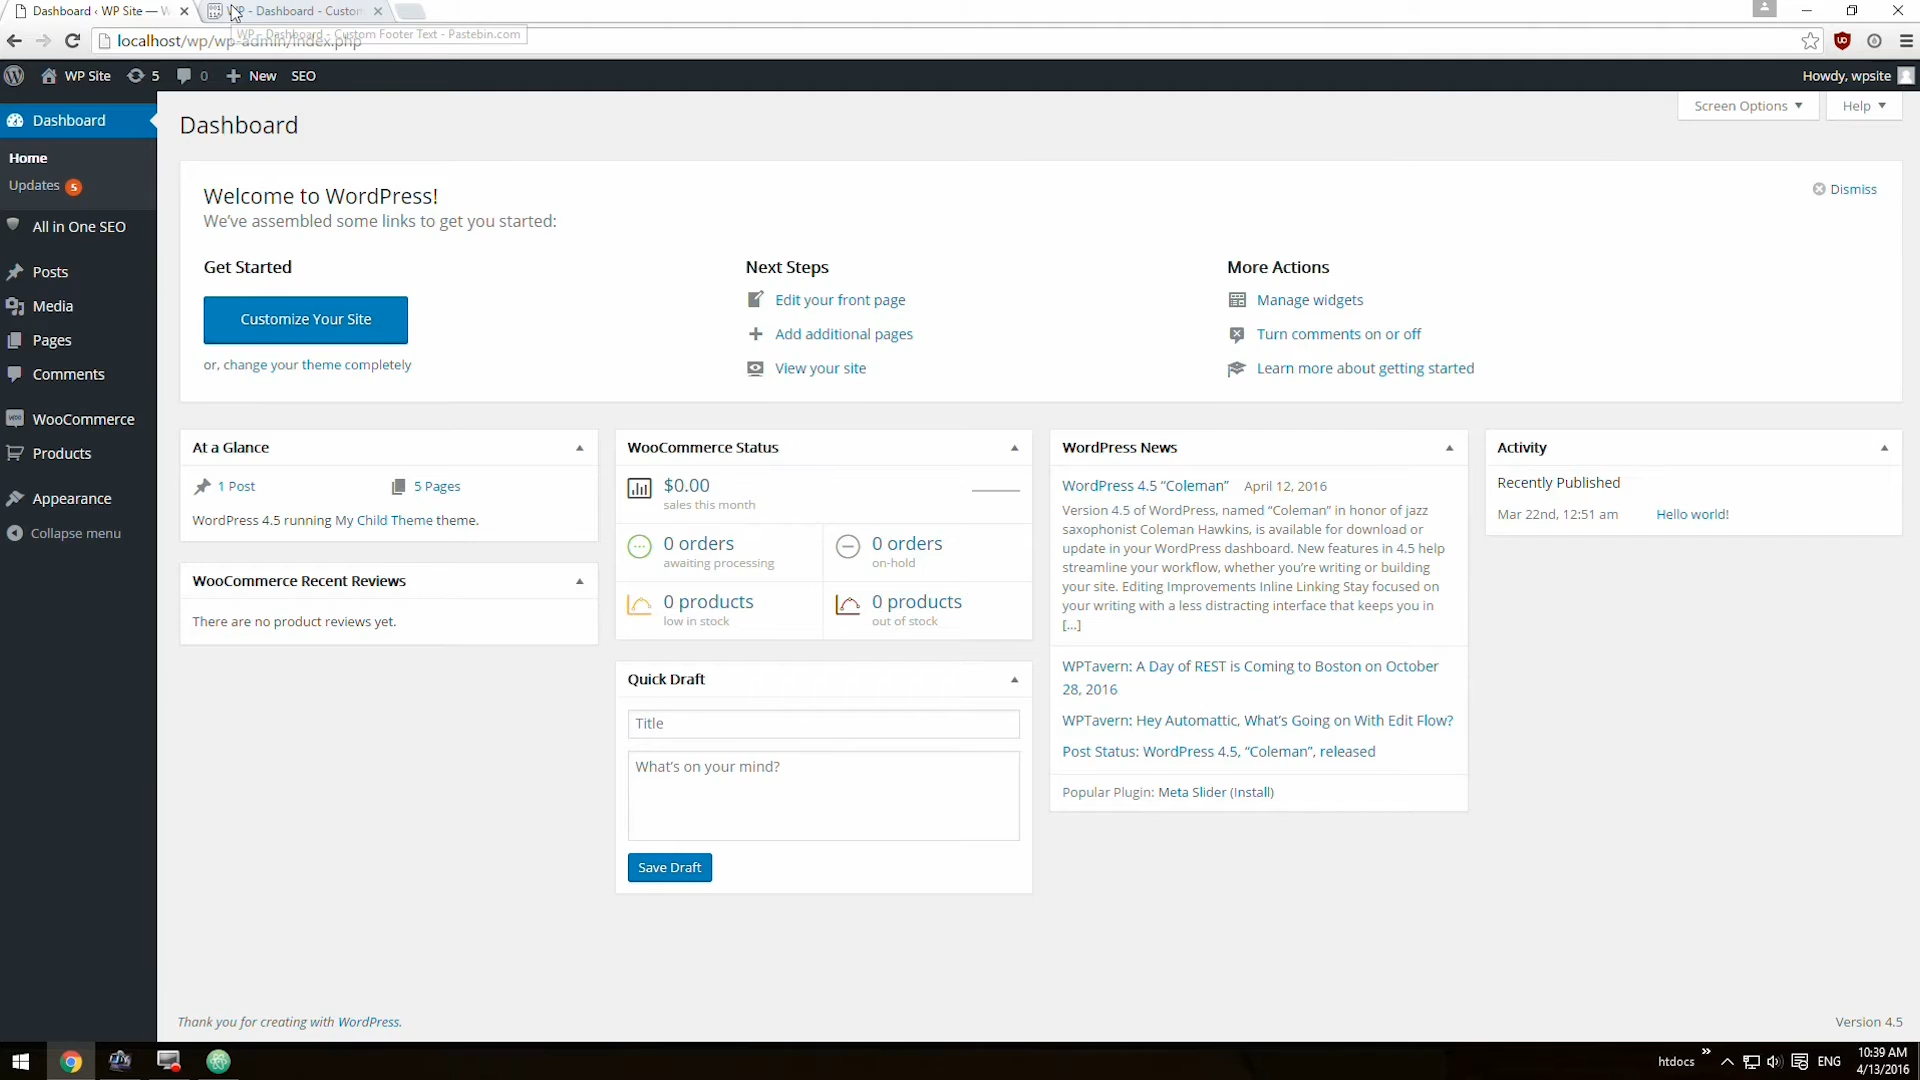 Dashboard ‹ WP Site — W
WP - Dashboard - Custom
WP - Dashboard - Custom Footer Text - Pastebin.com
localhost/wp/wp-admin/index.php
WP Site
5
0
New
SEO
Howdy, wpsite
Screen Options
Help
Dashboard
Home
Updates 5
All in One SEO
Posts
Media
Pages
Comments
WooCommerce
Products
Appearance
Collapse menu
Dashboard
Welcome to WordPress!
We've assembled some links to get you started:
Dismiss
Get Started
Customize Your Site
or, change your theme completely
Next Steps
Edit your front page
Add additional pages
View your site
More Actions
Manage widgets
Turn comments on or off
Learn more about getting started
At a Glance
1 Post
5 Pages
WordPress 4.5 running My Child Theme theme.
WooCommerce Recent Reviews
There are no product reviews yet.
WooCommerce Status
$0.00
sales this month
0 orders
awaiting processing
0 orders
on-hold
0 products
low in stock
0 products
out of stock
Quick Draft
Title
What's on your mind?
Save Draft
WordPress News
WordPress 4.5 “Coleman” April 12, 2016
Version 4.5 of WordPress, named “Coleman” in honor of jazz
saxophonist Coleman Hawkins, is available for download or
update in your WordPress dashboard. New features in 4.5 help
streamline your workflow, whether you're writing or building
your site. Editing Improvements Inline Linking Stay focused on
your writing with a less distracting interface that keeps you in
[...]
WPTavern: A Day of REST is Coming to Boston on October
28, 2016
WPTavern: Hey Automattic, What's Going on With Edit Flow?
Post Status: WordPress 4.5, “Coleman”, released
Popular Plugin: Meta Slider (Install)
Activity
Recently Published
Mar 22nd, 12:51 am
Hello world!
Thank you for creating with WordPress.
Version 4.5
htdocs
ENG
10:39 AM
4/13/2016